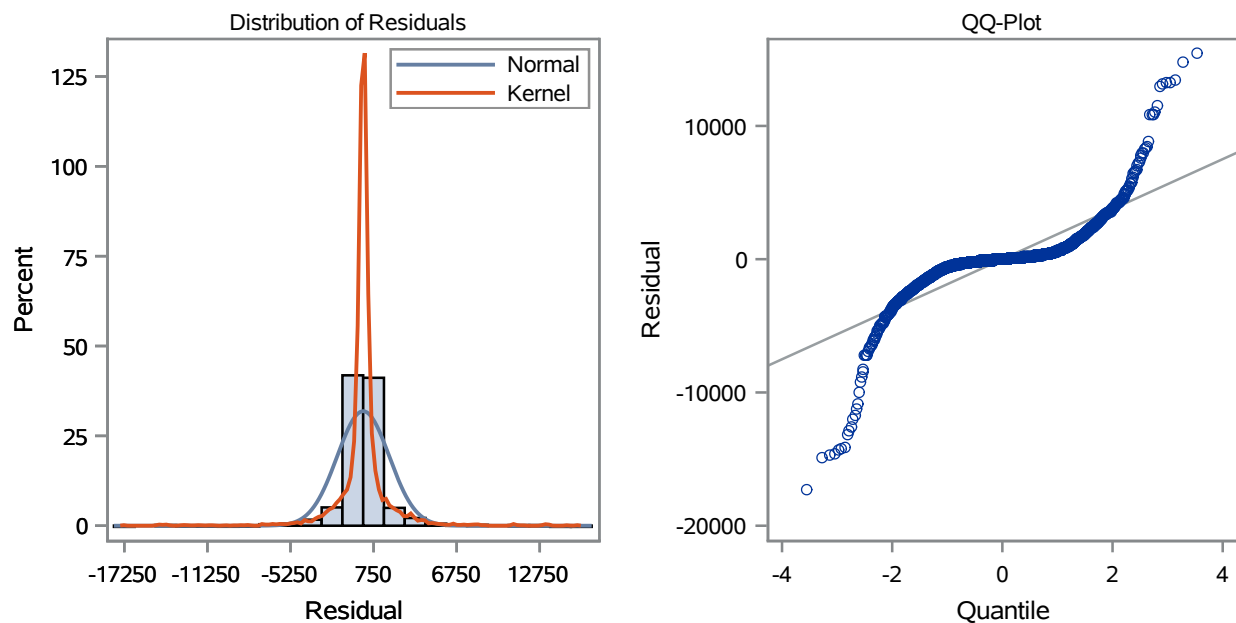 Distribution of Residuals
Normal
Kernel
125
100
75
50
25
0
Percent
-17250 -11250 -5250 750 6750 12750
Residual
QQ-Plot
10000
0
-10000
-20000
Residual
-4 -2 0 2 4
Quantile